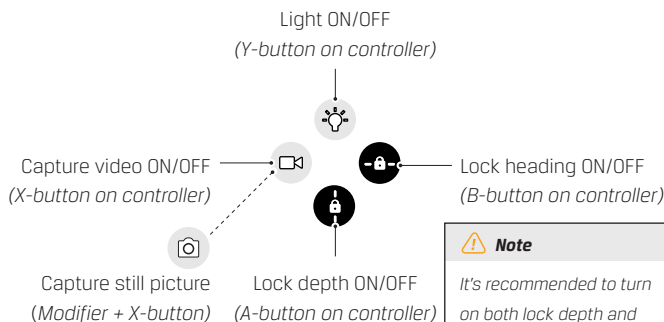 Light ON/OFF
(Y-button on controller)
Capture video ON/OFF
(X-button on controller)
Lock heading ON/OFF
(B-button on controller)
Capture still picture
(Modifier + X-button)
Lock depth ON/OFF
(A-button on controller)
Note
It's recommended to turn
on both lock depth and